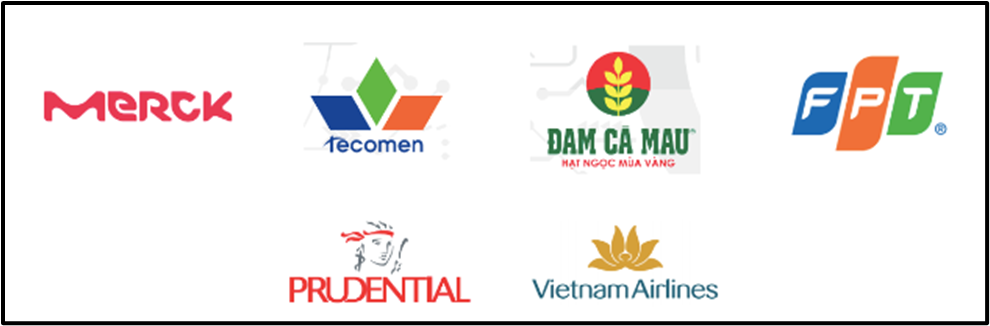 MERCK
tecomen
ĐẠM CÀ MAU
HẠT NGỌC MÙA VÀNG
FPT®
PRUDENTIAL
Vietnam Airlines